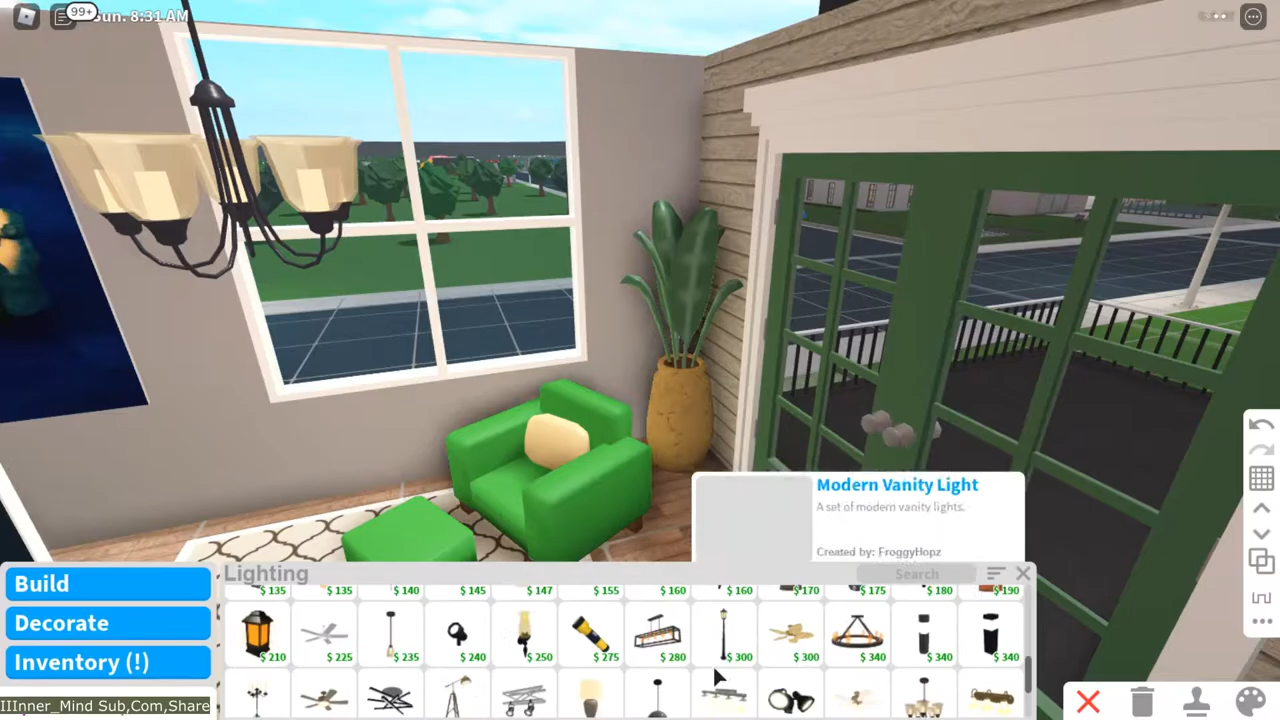 99+
Sun. 8:31 AM
Modern Vanity Light
A set of modern vanity lights.
Created by: FroggyHopz
Build
Decorate
Inventory (!)
Lighting
Search
$ 135 $ 135 $ 140 $ 145 $ 147 $ 155 $ 160 $ 160 $ 170 $ 175 $ 180 $ 190
$ 210 $ 225 $ 235 $ 240 $ 250 $ 275 $ 280 $ 300 $ 300 $ 340 $ 340 $ 340
IIInner_Mind Sub,Com,Share